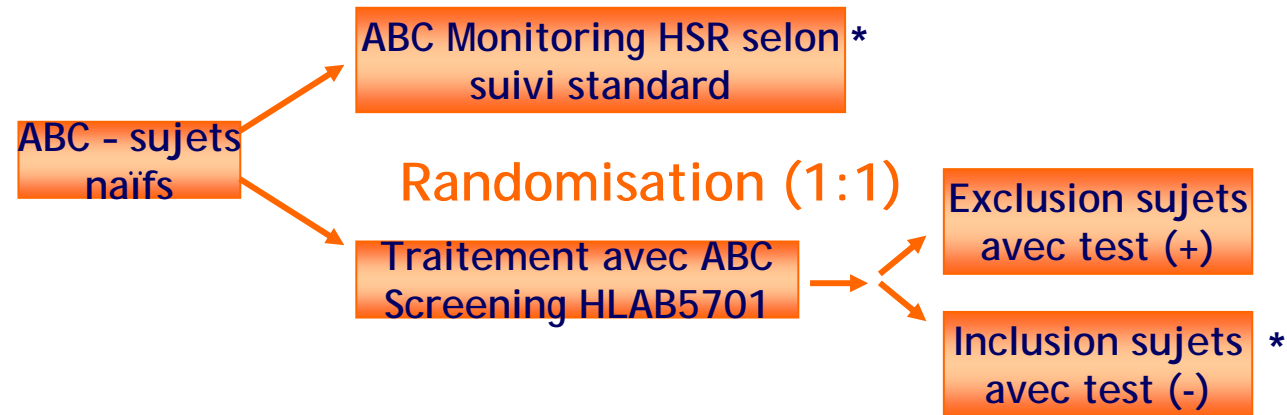 ABC Monitoring HSR selon *
suivi standard
ABC - sujets
naïfs
Randomisation (1:1)
Traitement avec ABC
Screening HLAB5701
Exclusion sujets
avec test (+)
Inclusion sujets *
avec test (-)